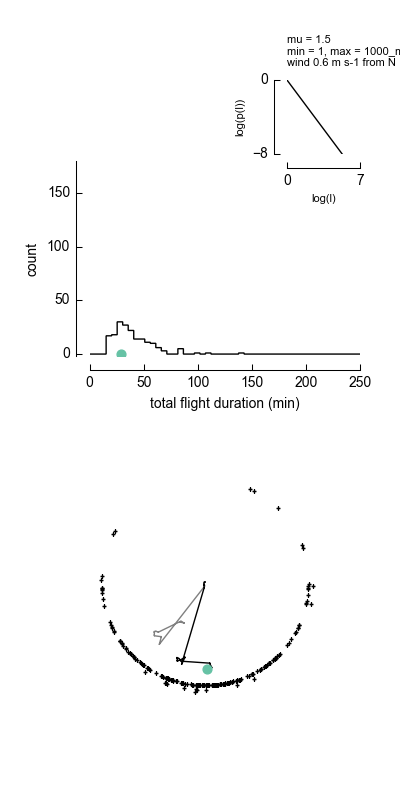 mu = 1.5
min = 1, max = 1000_m
wind 0.6 m s-1 from N
0
log(p(l))
−8
0 7
log(l)
150
100
count
50
0
0 50 100 150 200 250
total flight duration (min)